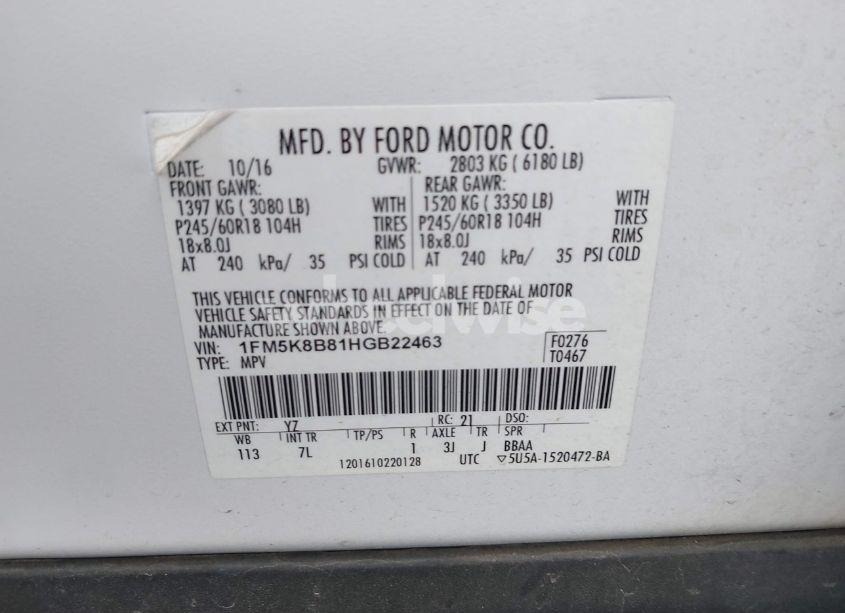 MFD. BY FORD MOTOR CO.
DATE: 10/16 GVWR: 2803 KG ( 6180 LB)
FRONT GAWR: REAR GAWR:
1397 KG ( 3080 LB) WITH 1520 KG ( 3350 LB) WITH
P245/60R18 104H TIRES P245/60R18 104H TIRES
18x8.0J RIMS 18x8.0J RIMS
AT 240 kPa/ 35 PSI COLD AT 240 kPa/ 35 PSI COLD
THIS VEHICLE CONFORMS TO ALL APPLICABLE FEDERAL MOTOR
VEHICLE SAFETY STANDARDS IN EFFECT ON THE DATE OF
MANUFACTURE SHOWN ABOVE.
VIN: 1FM5K8B81HGB22463 F0276
TYPE: MPV T0467
EXT PNT: YZ RC: 21 DSO:
WB INT TR TP/PS R AXLE TR SPR
113 7L 1 3J J BBAA
1201610220128 UTC ▽5U5A-1520472-BA